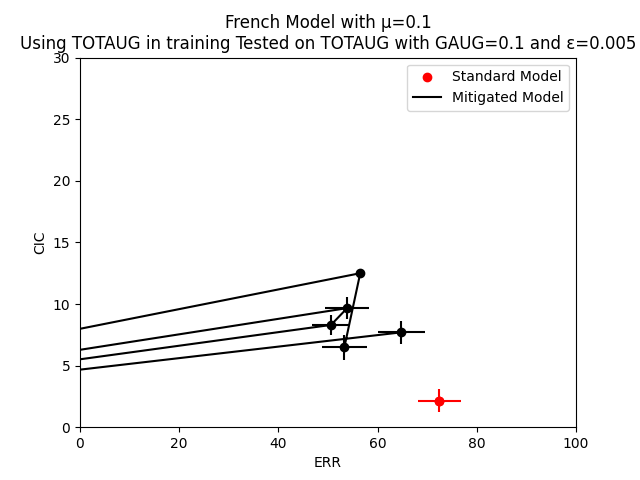 French Model with μ=0.1
Using TOTAUG in training Tested on TOTAUG with GAUG=0.1 and ε=0.005
30
25
20
15
10
5
0
CIC
Standard Model
Mitigated Model
0 20 40 60 80 100
ERR